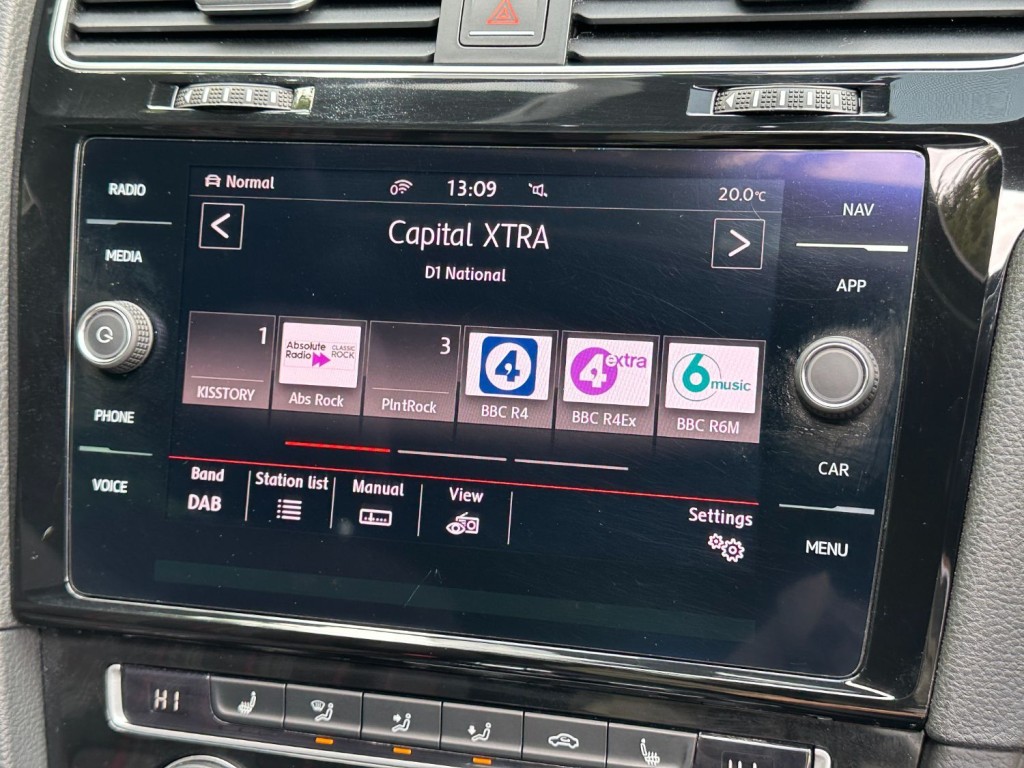 Normal
13:09
20.0°C
Capital XTRA
D1 National
RADIO
MEDIA
PHONE
VOICE
1
KISSTORY
Absolute CLASSIC
Radio ROCK
Abs Rock
3
PlntRock
4
BBC R4
4 extra
BBC R4Ex
6 music
BBC R6M
Band
DAB
Station list
Manual
View
Settings
NAV
APP
CAR
MENU
HI